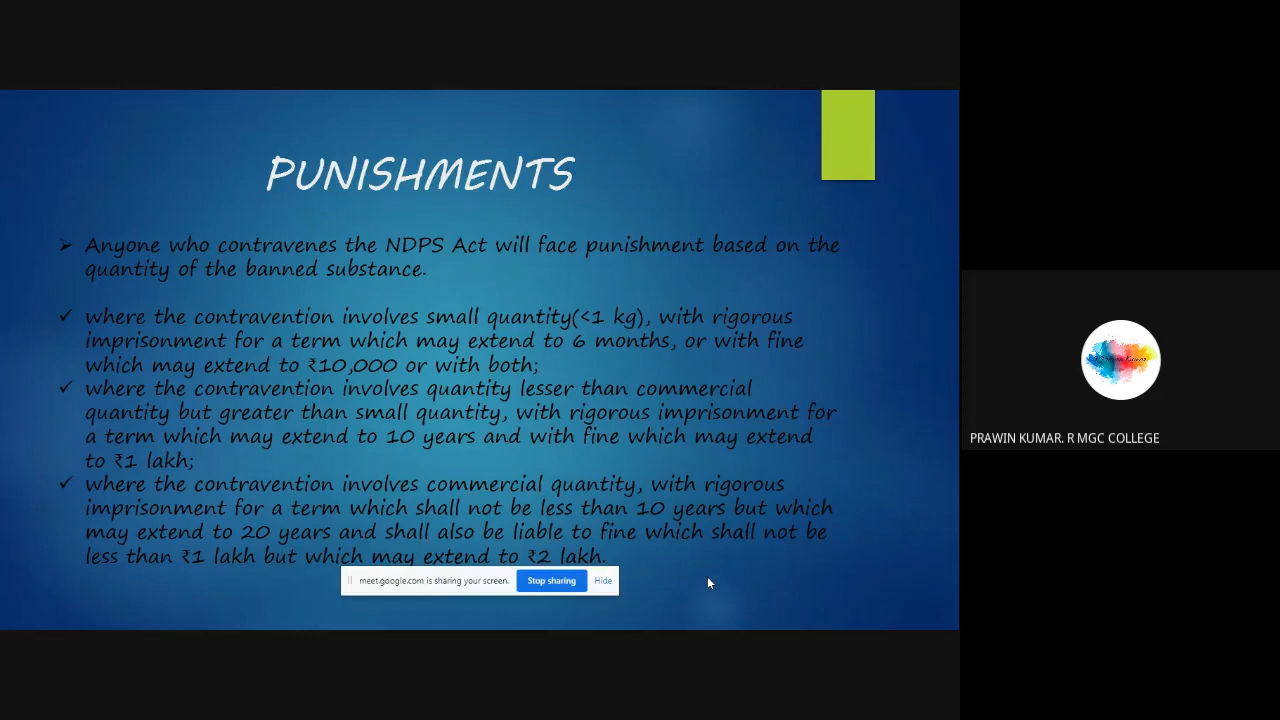 PUNISHMENTS
➢ Anyone who contravenes the NDPS Act will face punishment based on the
quantity of the banned substance.
✓ where the contravention involves small quantity(<1 kg), with rigorous
imprisonment for a term which may extend to 6 months, or with fine
which may extend to ₹10,000 or with both;
✓ where the contravention involves quantity lesser than commercial
quantity but greater than small quantity, with rigorous imprisonment for
a term which may extend to 10 years and with fine which may extend
to ₹1 lakh;
✓ where the contravention involves commercial quantity, with rigorous
imprisonment for a term which shall not be less than 10 years but which
may extend to 20 years and shall also be liable to fine which shall not be
less than ₹1 lakh but which may extend to ₹2 lakh.
meet.google.com is sharing your screen. Stop sharing Hide
PRAWIN KUMAR. R MGC COLLEGE